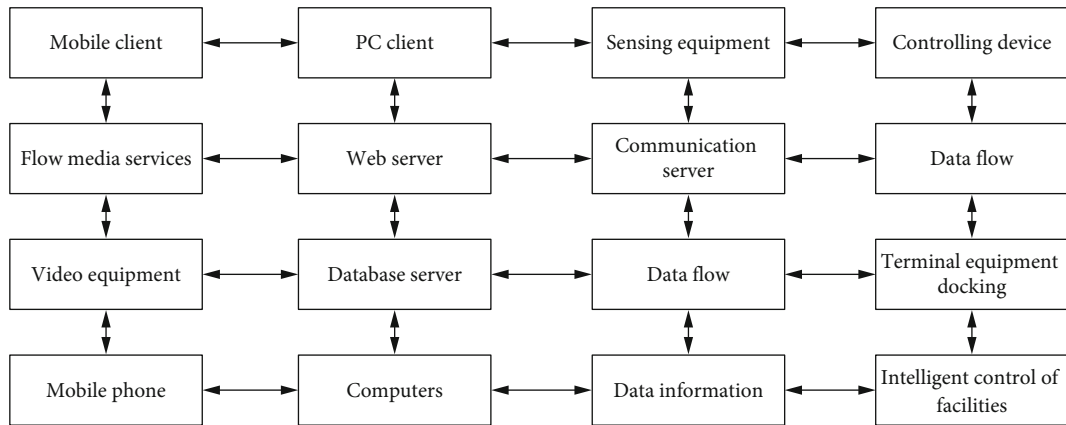 Mobile client
PC client
Sensing equipment
Controlling device
Flow media services
Web server
Communication
server
Data flow
Video equipment
Database server
Data flow
Terminal equipment
docking
Mobile phone
Computers
Data information
Intelligent control of
facilities